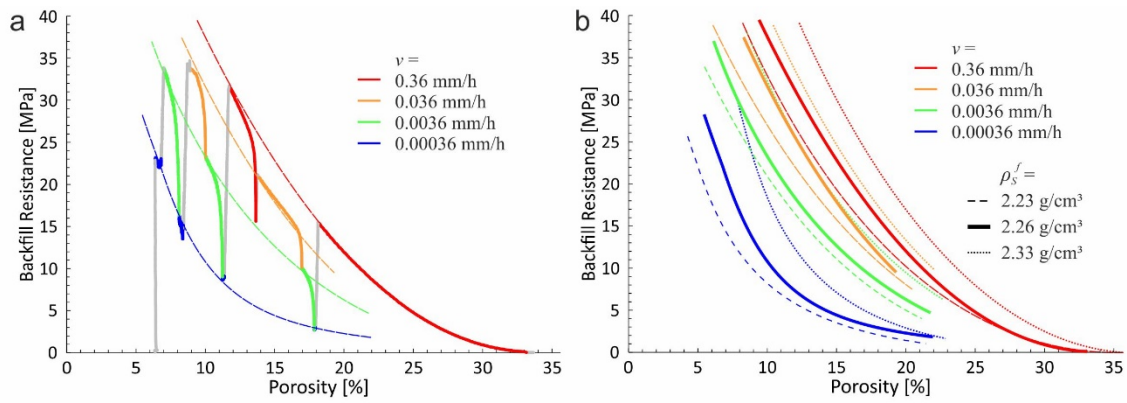 a
40
35
30
25
20
15
10
5
0
Backfill Resistance [MPa]
0 5 10 15 20 25 30 35
Porosity [%]
v =
0.36 mm/h
0.036 mm/h
0.0036 mm/h
0.00036 mm/h
b
40
35
30
25
20
15
10
5
0
Backfill Resistance [MPa]
0 5 10 15 20 25 30 35
Porosity [%]
v =
0.36 mm/h
0.036 mm/h
0.0036 mm/h
0.00036 mm/h
ρ_S^f =
2.23 g/cm³
2.26 g/cm³
2.33 g/cm³